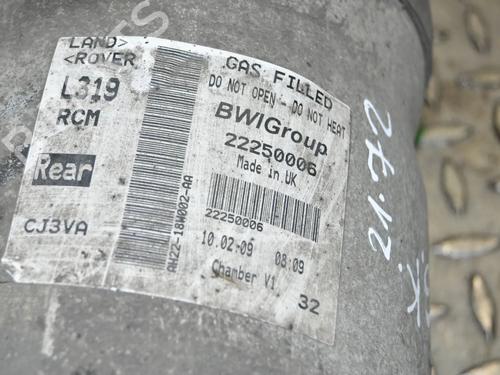 LAND>
<ROVER
L319
RCM
Rear
CJ3VA
AH22-18W002-AA
GAS FILLED
DO NOT OPEN - DO NOT HEAT
BWIGroup
22250006
Made in UK
22250006
10.02-09 08:09
Chamber V1
32